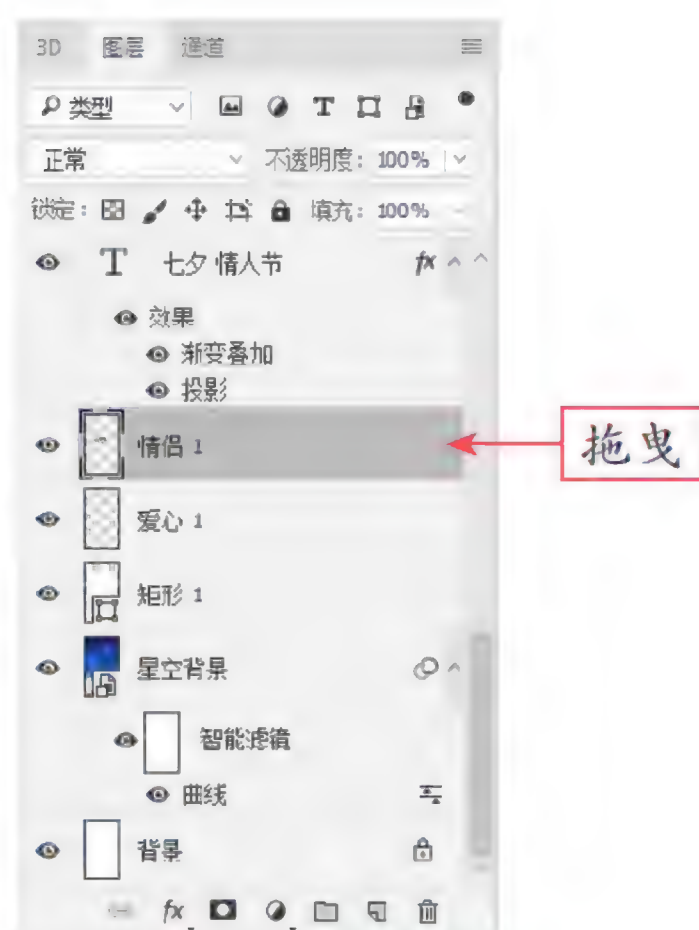 3D 图层 通道
类型
正常 不透明度: 100%
锁定: 填充: 100%
T 七夕 情人节 fx
效果
渐变叠加
投影
情侣 1
拖曳
爱心 1
矩形 1
星空背景
智能滤镜
曲线
背景
fx